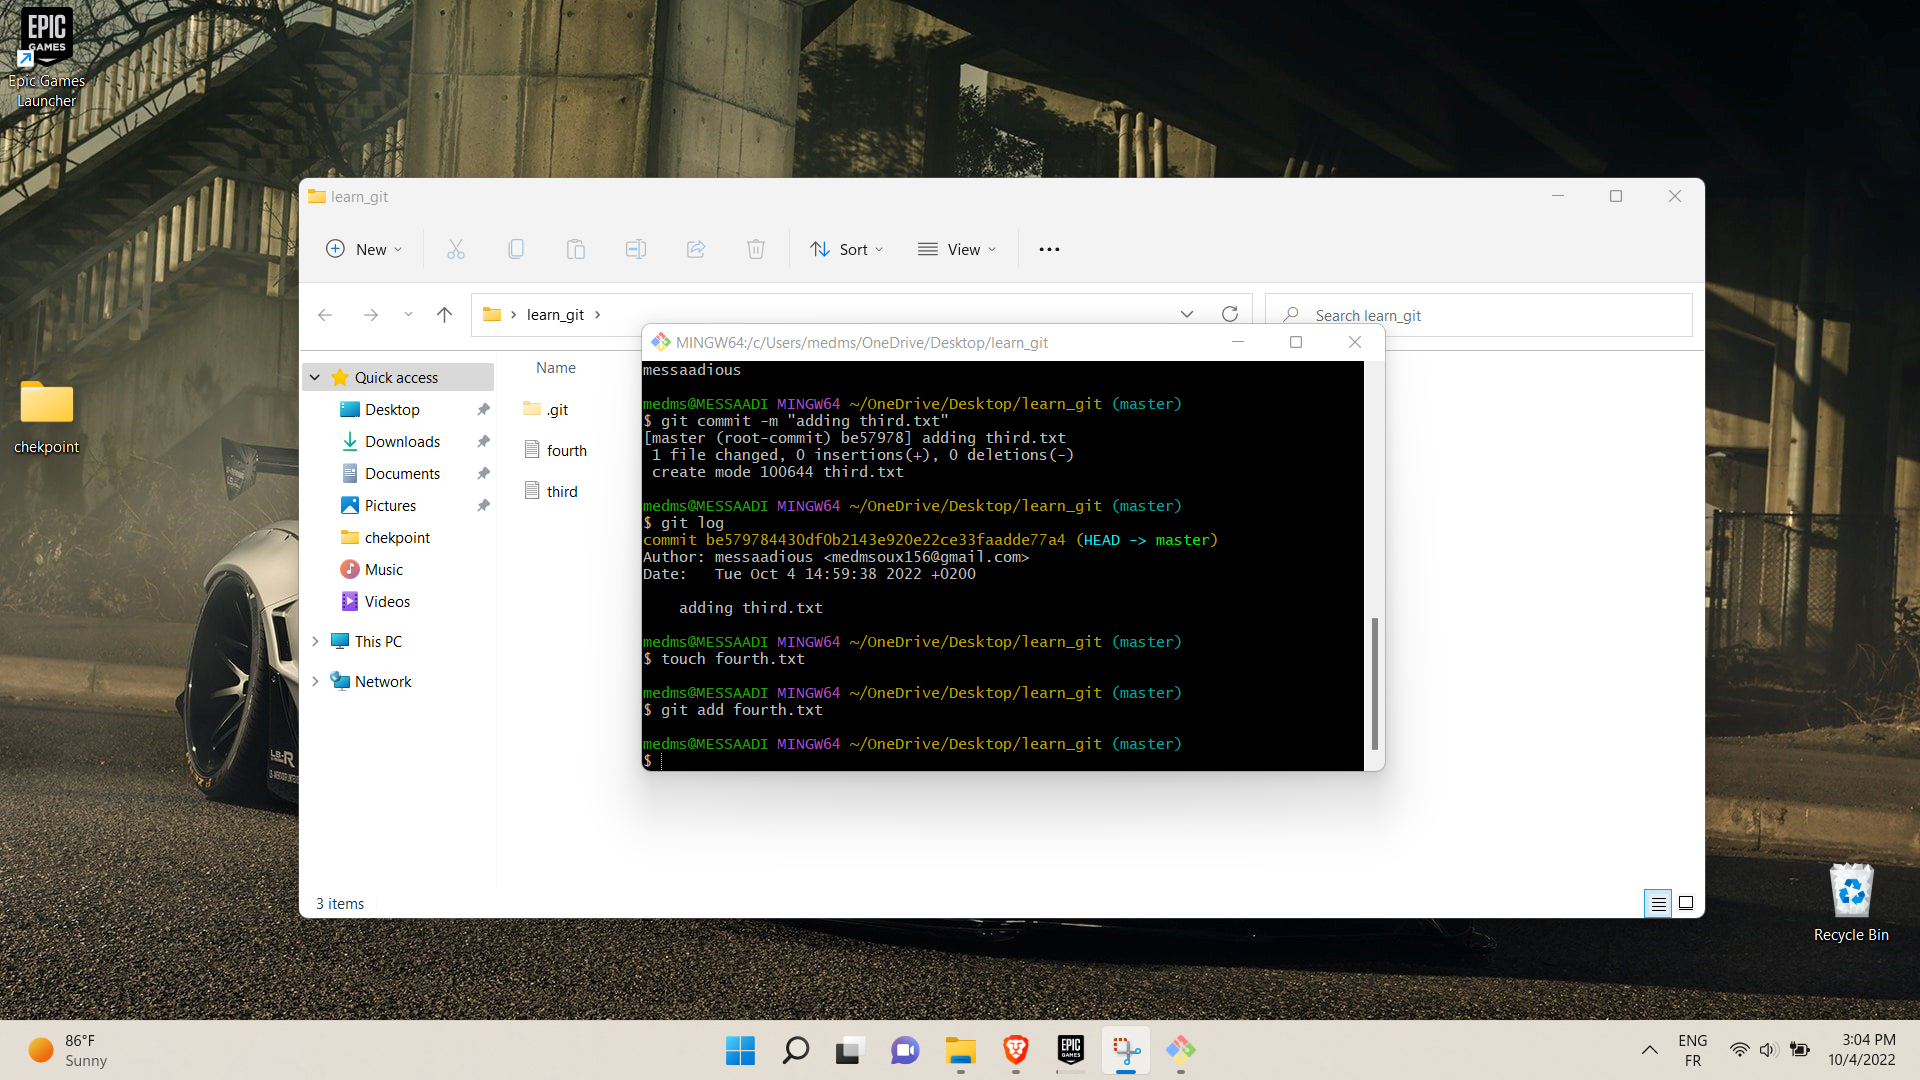 EPIC
GAMES
Epic Games
Launcher
chekpoint
learn_git
New
Sort
View
learn_git
Search learn_git
Quick access
Desktop
Downloads
Documents
Pictures
chekpoint
Music
Videos
This PC
Network
Name
.git
fourth
third
3 items
MINGW64:/c/Users/medms/OneDrive/Desktop/learn_git
messaadious
medms@MESSAADI MINGW64 ~/OneDrive/Desktop/learn_git (master)
$ git commit -m "adding third.txt"
[master (root-commit) be57978] adding third.txt
1 file changed, 0 insertions(+), 0 deletions(-)
create mode 100644 third.txt
medms@MESSAADI MINGW64 ~/OneDrive/Desktop/learn_git (master)
$ git log
commit be579784430df0b2143e920e22ce33faadde77a4 (HEAD -> master)
Author: messaadious <medmsoux156@gmail.com>
Date:   Tue Oct 4 14:59:38 2022 +0200
adding third.txt
medms@MESSAADI MINGW64 ~/OneDrive/Desktop/learn_git (master)
$ touch fourth.txt
medms@MESSAADI MINGW64 ~/OneDrive/Desktop/learn_git (master)
$ git add fourth.txt
medms@MESSAADI MINGW64 ~/OneDrive/Desktop/learn_git (master)
$
LB★R
Recycle Bin
86°F
Sunny
EPIC
GAMES
ENG
FR
3:04 PM
10/4/2022